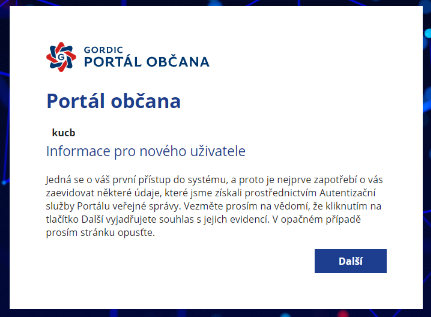 GORDIC
PORTÁL OBČANA
Portál občana
kucb
Informace pro nového uživatele
Jedná se o váš první přístup do systému, a proto je nejprve zapotřebí o vás
zaevidovat některé údaje, které jsme získali prostřednictvím Autentizační
služby Portálu veřejné správy. Vezměte prosím na vědomí, že kliknutím na
tlačítko Další vyjadřujete souhlas s jejich evidencí. V opačném případě
prosím stránku opusťte.
Další